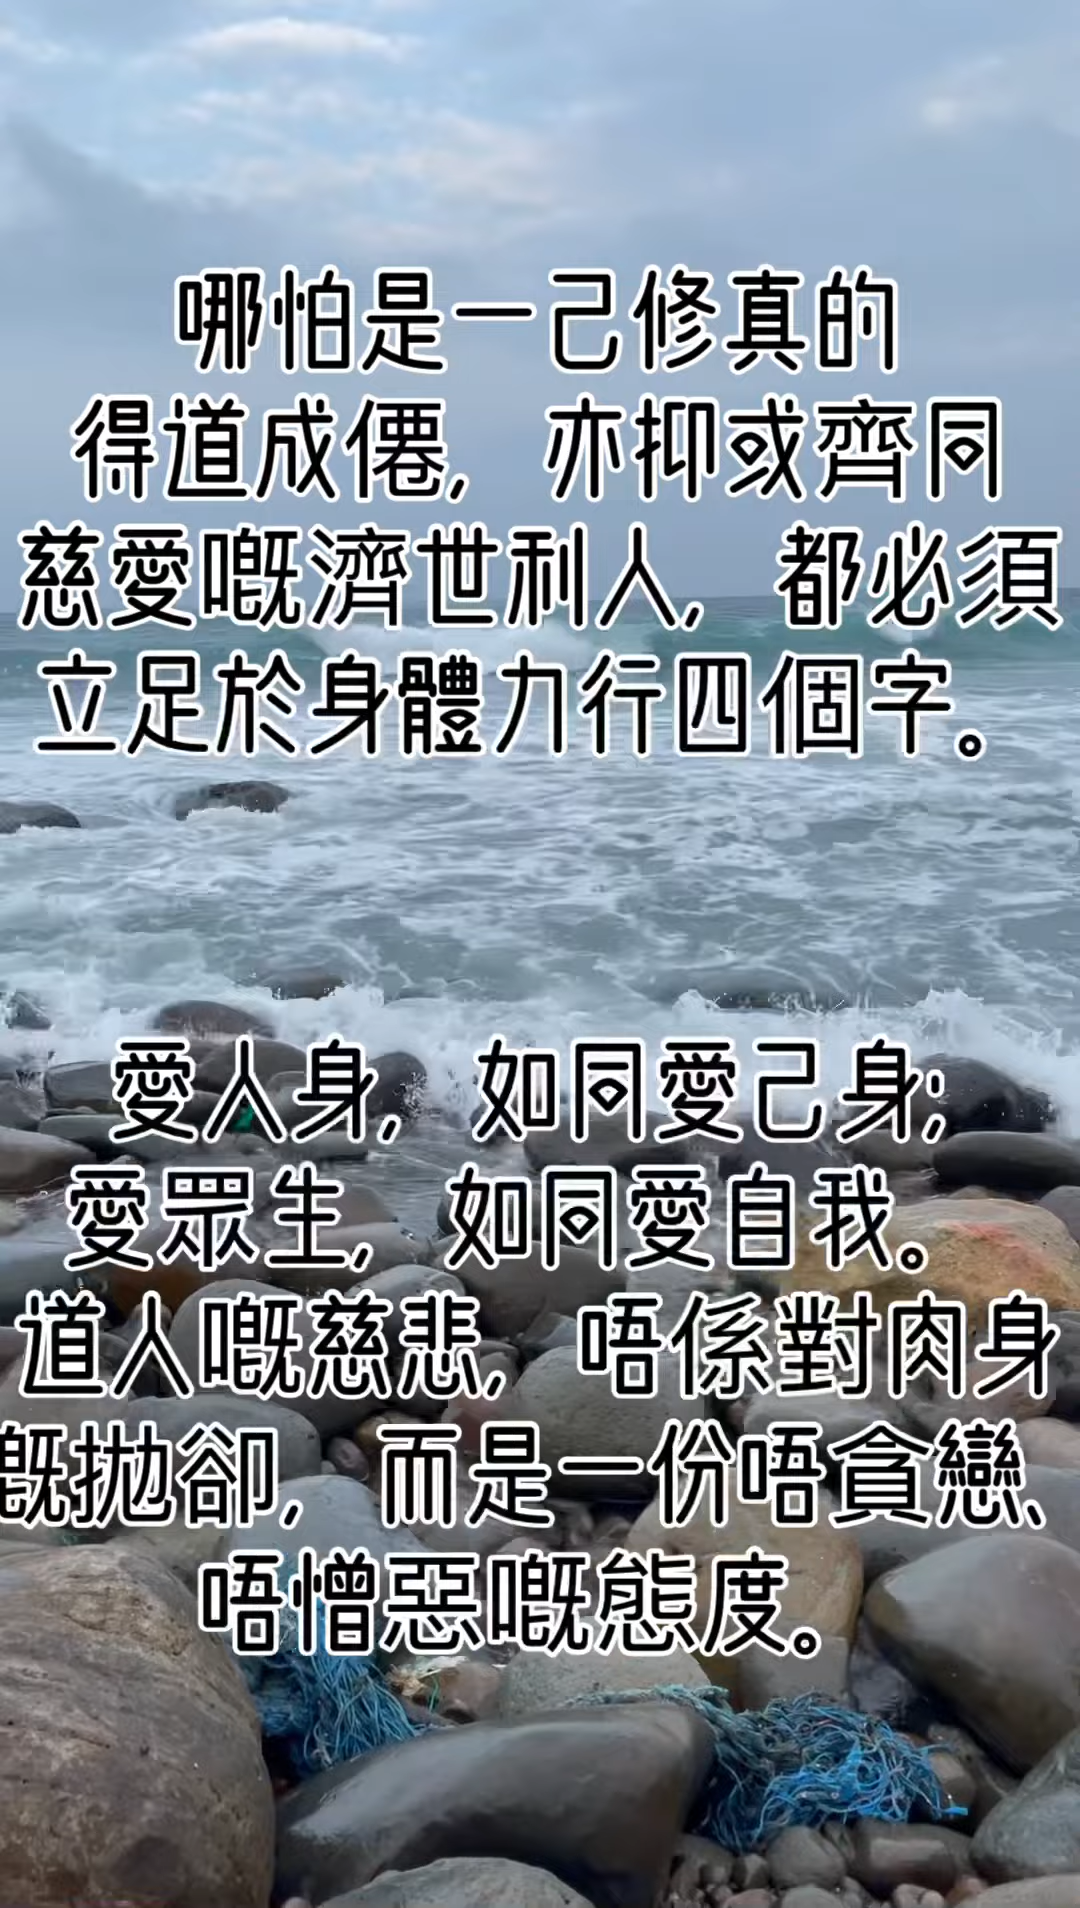 哪怕是一己修真的
得道成僊，亦抑或齊同
慈愛嘅濟世利人，都必須
立足於身體力行四個字。
愛人身，如同愛己身；
愛眾生，如同愛自我。
道人嘅慈悲，唔係對肉身
嘅拋卻，而是一份唔貪戀、
唔憎惡嘅態度。